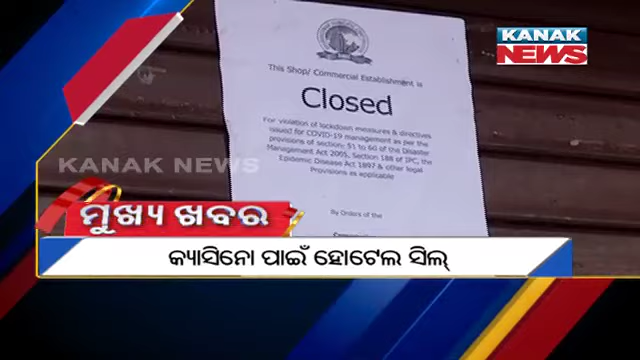 KANAK
NEWS
This Shop/ Commercial Establishment is
Closed
For violation of lockdown measures & directives
issued for COVID-19 management as per the
provisions of section, 51 to 60 of the Disaster
Management Act 2005, Section 188 of IPC, the
Epidemic Disease Act 1897 & other legal
Provisions as applicable
By Orders of the
KANAK NEWS
ମୁଖ୍ୟ ଖବର
କ୍ୟାସିନୋ ପାଇଁ ହୋଟେଲ ସିଲ୍